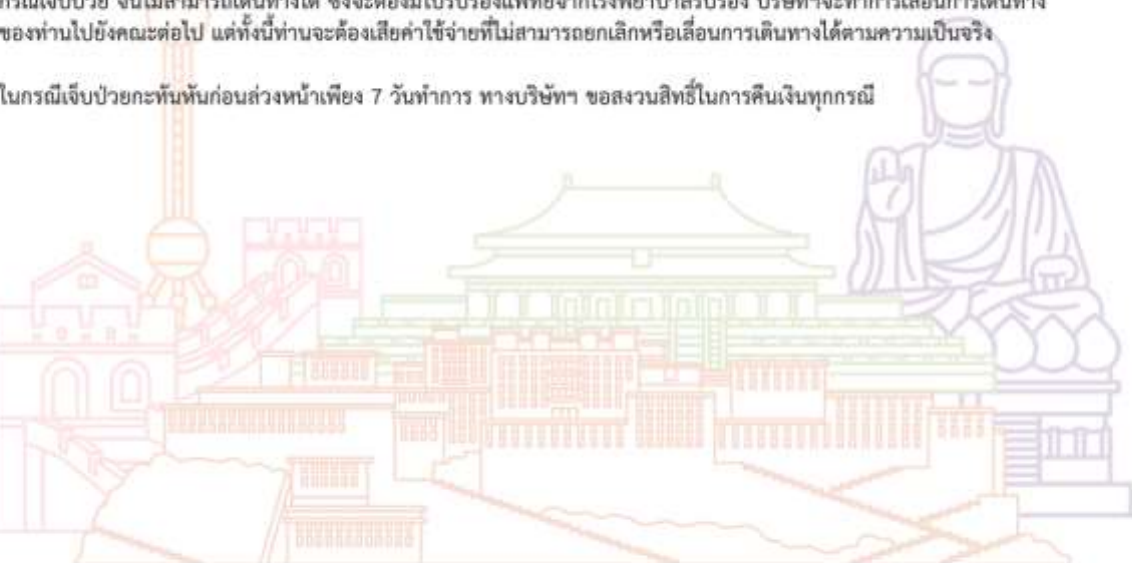 กรณีเจ็บป่วย จนไม่สามารถเดินทางได้ ซึ่งจะต้องมีใบรับรองแพทย์จากโรงพยาบาลรับรอง บริษัทฯจะทำการเลื่อนการเดินทาง
ของท่านไปยังคณะต่อไป แต่ทั้งนี้ท่านจะต้องเสียค่าใช้จ่ายที่ไม่สามารถยกเลิกหรือเลื่อนการเดินทางได้ตามความเป็นจริง
ในกรณีเจ็บป่วยกะทันหันก่อนล่วงหน้าเพียง 7 วันทำการ ทางบริษัทฯ ขอสงวนสิทธิ์ในการคืนเงินทุกกรณี